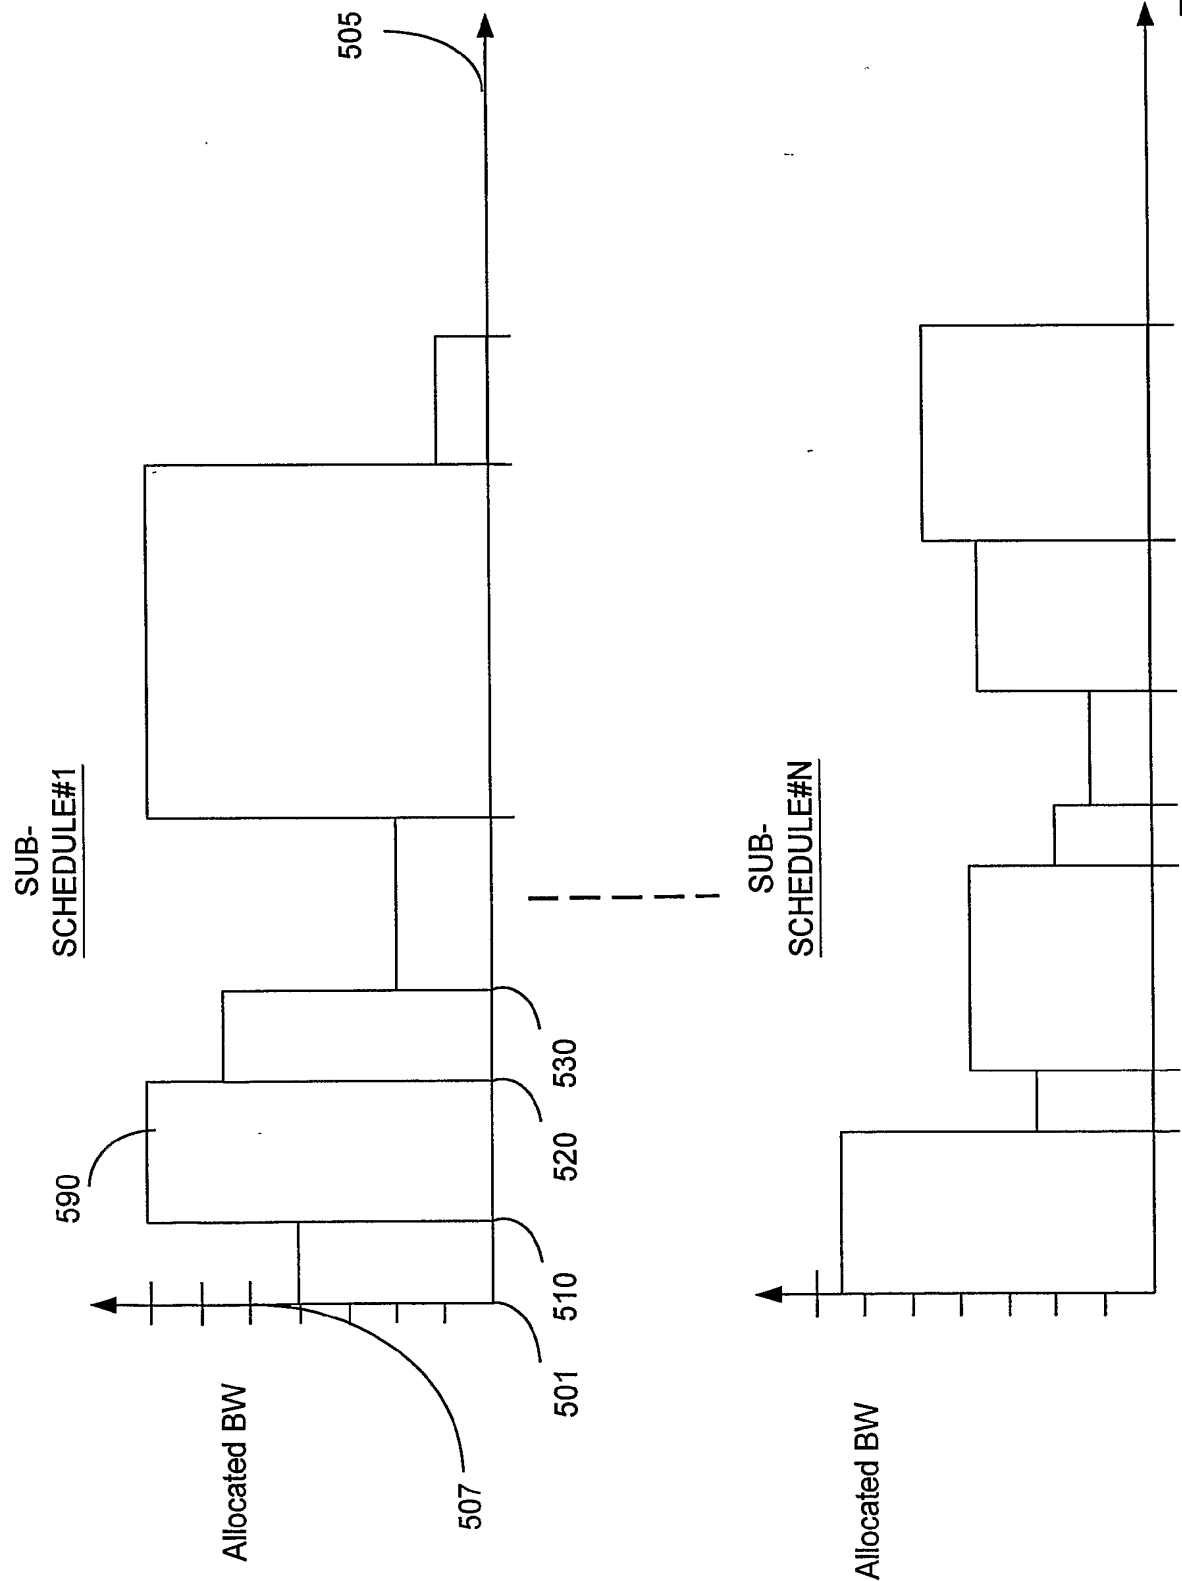 SUB-
SCHEDULE#1
590
505
Allocated BW
507
501
510
520
530
SUB-
SCHEDULE#N
Allocated BW